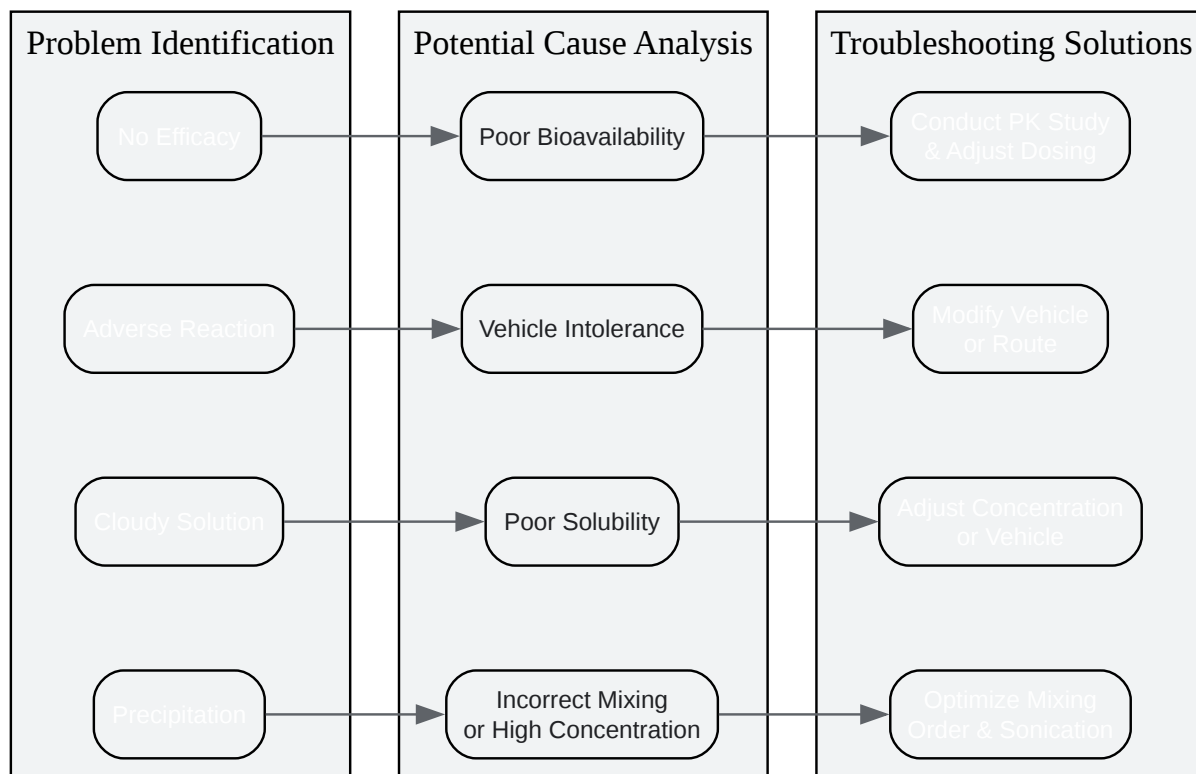 Problem Identification
Potential Cause Analysis
Troubleshooting Solutions
No Efficacy
Poor Bioavailability
Conduct PK Study
& Adjust Dosing
Adverse Reaction
Vehicle Intolerance
Modify Vehicle
or Route
Cloudy Solution
Poor Solubility
Adjust Concentration
or Vehicle
Precipitation
Incorrect Mixing
or High Concentration
Optimize Mixing
Order & Sonication